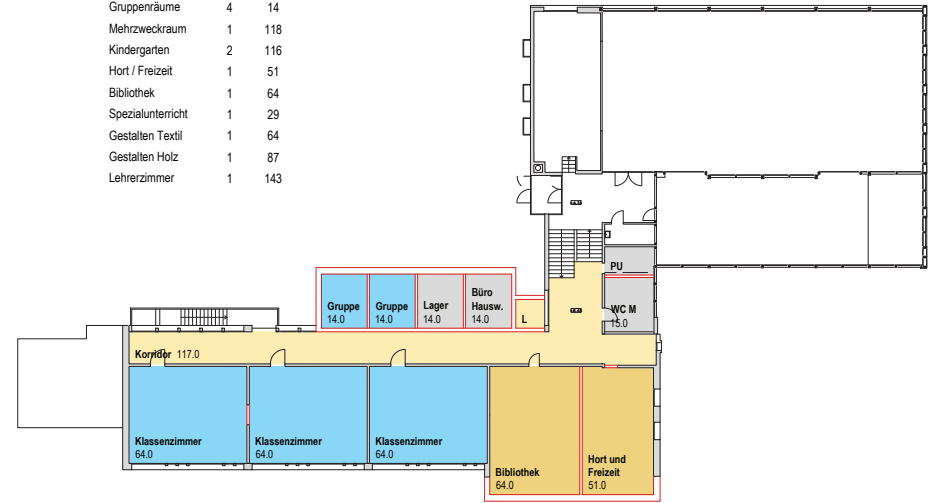 Gruppenräume 4 14
Mehrzweckraum 1 118
Kindergarten 2 116
Hort / Freizeit 1 51
Bibliothek 1 64
Spezialunterricht 1 29
Gestalten Textil 1 64
Gestalten Holz 1 87
Lehrerzimmer 1 143
PU
Gruppe
14.0
Gruppe
14.0
Lager
14.0
Büro
Hausw.
14.0
L
WC M
15.0
Korridor 117.0
Klassenzimmer
64.0
Klassenzimmer
64.0
Klassenzimmer
64.0
Bibliothek
64.0
Hort und
Freizeit
51.0